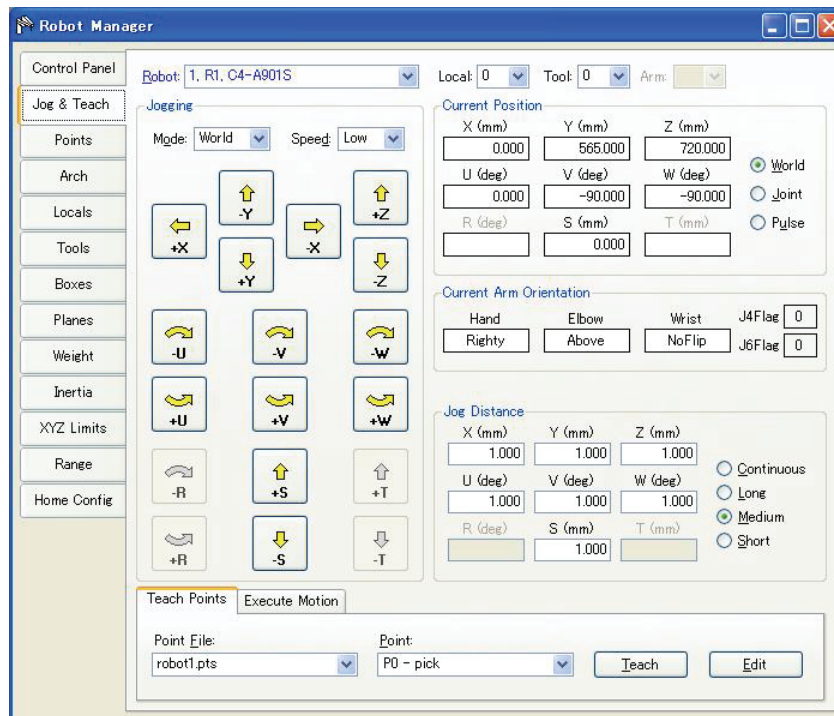 Robot Manager
Control Panel
Jog & Teach
Points
Arch
Locals
Tools
Boxes
Planes
Weight
Inertia
XYZ Limits
Range
Home Config
Robot: 1, R1, C4-A901S
Local: 0 Tool: 0 Arm:
Jogging
Mode: World Speed: Low
-Y
+Z
+X
-X
+Y
-Z
-U -V -W
+U +V +W
-R +S +T
+R -S -T
Current Position
X (mm) Y (mm) Z (mm)
0.000 565.000 720.000
U (deg) V (deg) W (deg)
0.000 -90.000 -90.000
R (deg) S (mm) T (mm)
0.000
World
Joint
Pulse
Current Arm Orientation
Hand Elbow Wrist J4Flag 0
Righty Above NoFlip J6Flag 0
Jog Distance
X (mm) Y (mm) Z (mm)
1.000 1.000 1.000
U (deg) V (deg) W (deg)
1.000 1.000 1.000
R (deg) S (mm) T (mm)
1.000
Continuous
Long
Medium
Short
Teach Points Execute Motion
Point File: Point:
robot1.pts P0 - pick Teach Edit